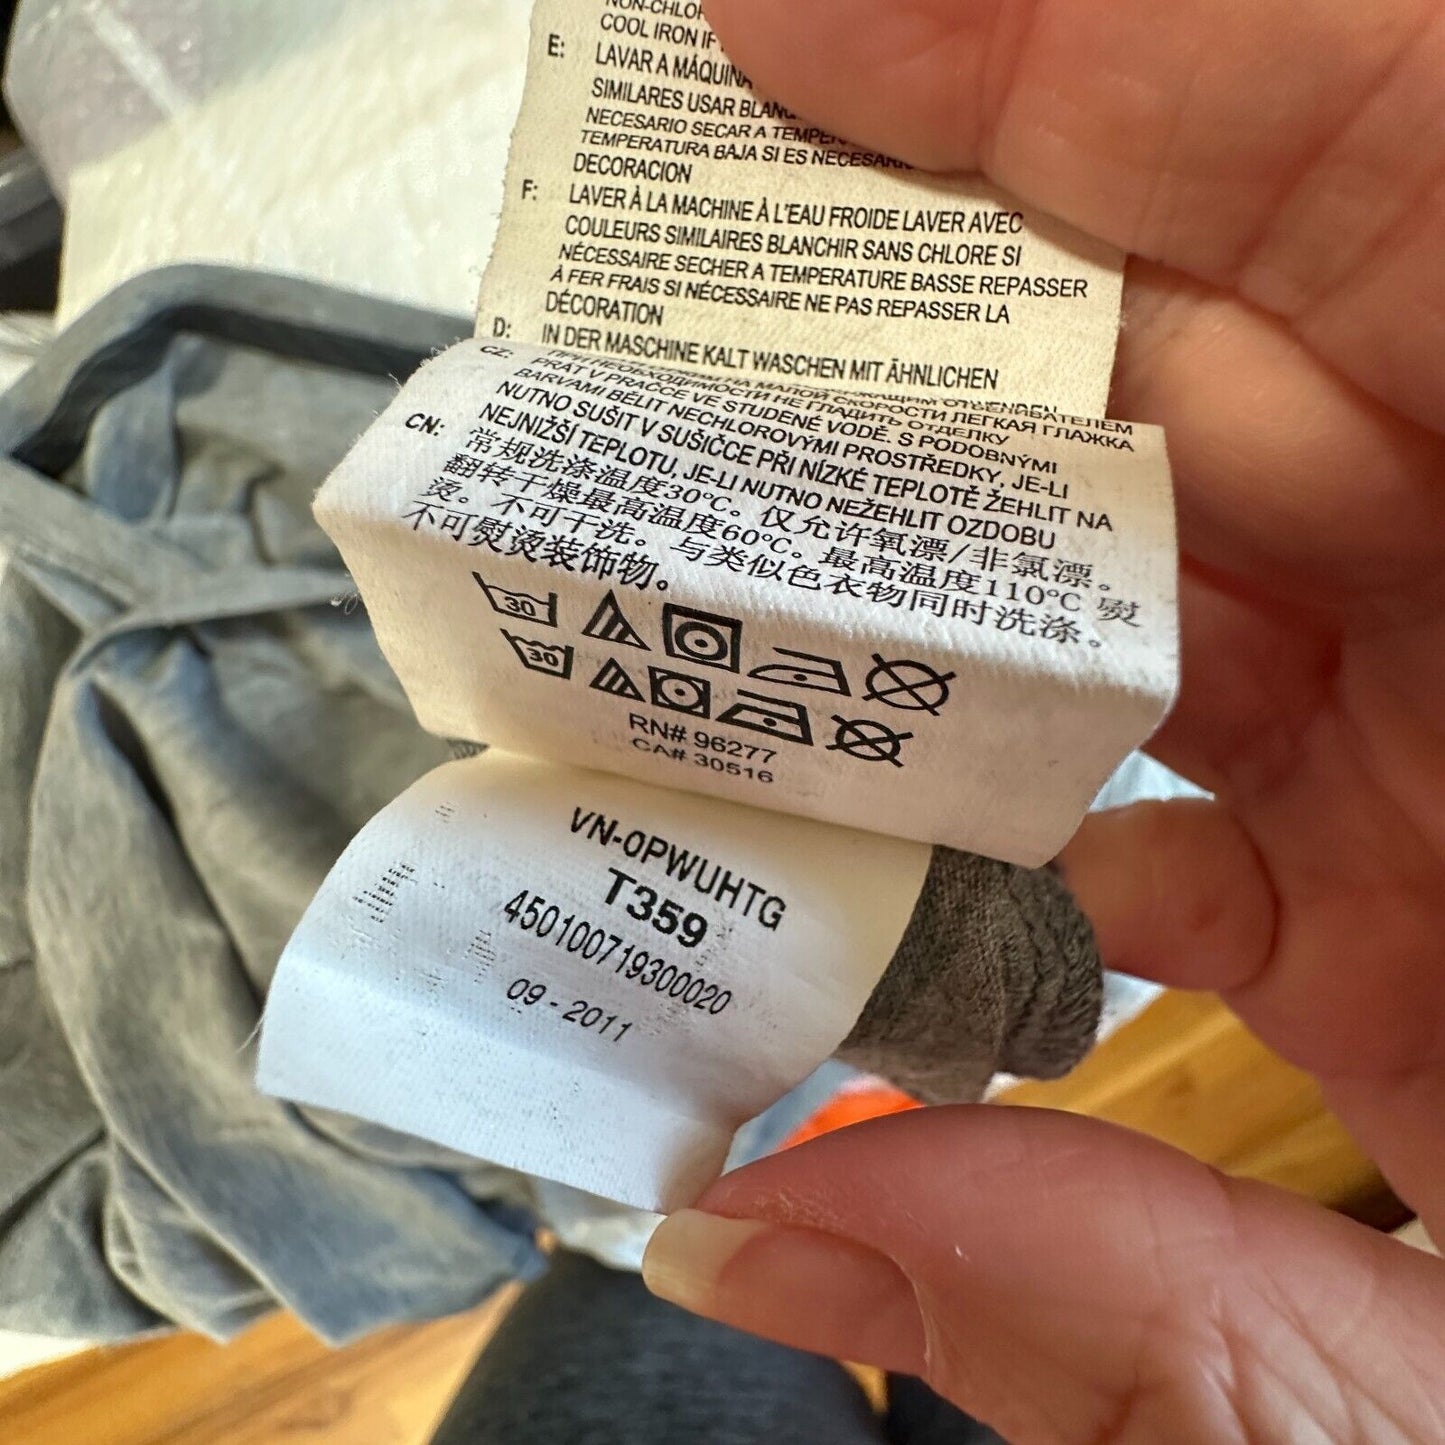 NON-CHLOR
COOL IRON IF
E: LAVAR A MÁQUINA
SIMILARES USAR
NECESARIO SECAR A
TEMPERATURA BAJA SI ES
DECORACION
F: LAVER À LA MACHINE À L'EAU FROIDE LAVER AVEC
COULEURS SIMILAIRES BLANCHIR SANS CHLORE SI
NÉCESSAIRE SECHER A TEMPERATURE BASSE REPASSER
À FER FRAIS SI NÉCESSAIRE NE PAS REPASSER LA
DÉCORATION
D: IN DER MASCHINE KALT WASCHEN MIT ÄHNLICHEN
ПРИ НЕОБХОДИМОСТИ НЕ ГЛАДИТЬ ОТДЕЛКУ
CZ: PRÁT V PRAČCE VE STUDENÉ VODĚ. S PODOBNÝMI
BARVAMI BĚLIT NECHLOROVÝMI PROSTŘEDKY, JE-LI
NUTNO SUŠIT V SUŠIČCE PŘI NÍZKÉ TEPLOTĚ ŽEHLIT NA
NEJNIŽŠÍ TEPLOTU, JE-LI NUTNO NEŽEHLIT OZDOBU
CN: 常规洗涤温度30°C。仅允许氧漂/非氯漂。
翻转干燥最高温度60°C。最高温度110°C 熨
烫。不可干洗。与类似色衣物同时洗涤。
不可熨烫装饰物。
30
30
RN# 96277
CA# 30516
VN-0PWUHTG
T359
450100719300020
09 - 2011